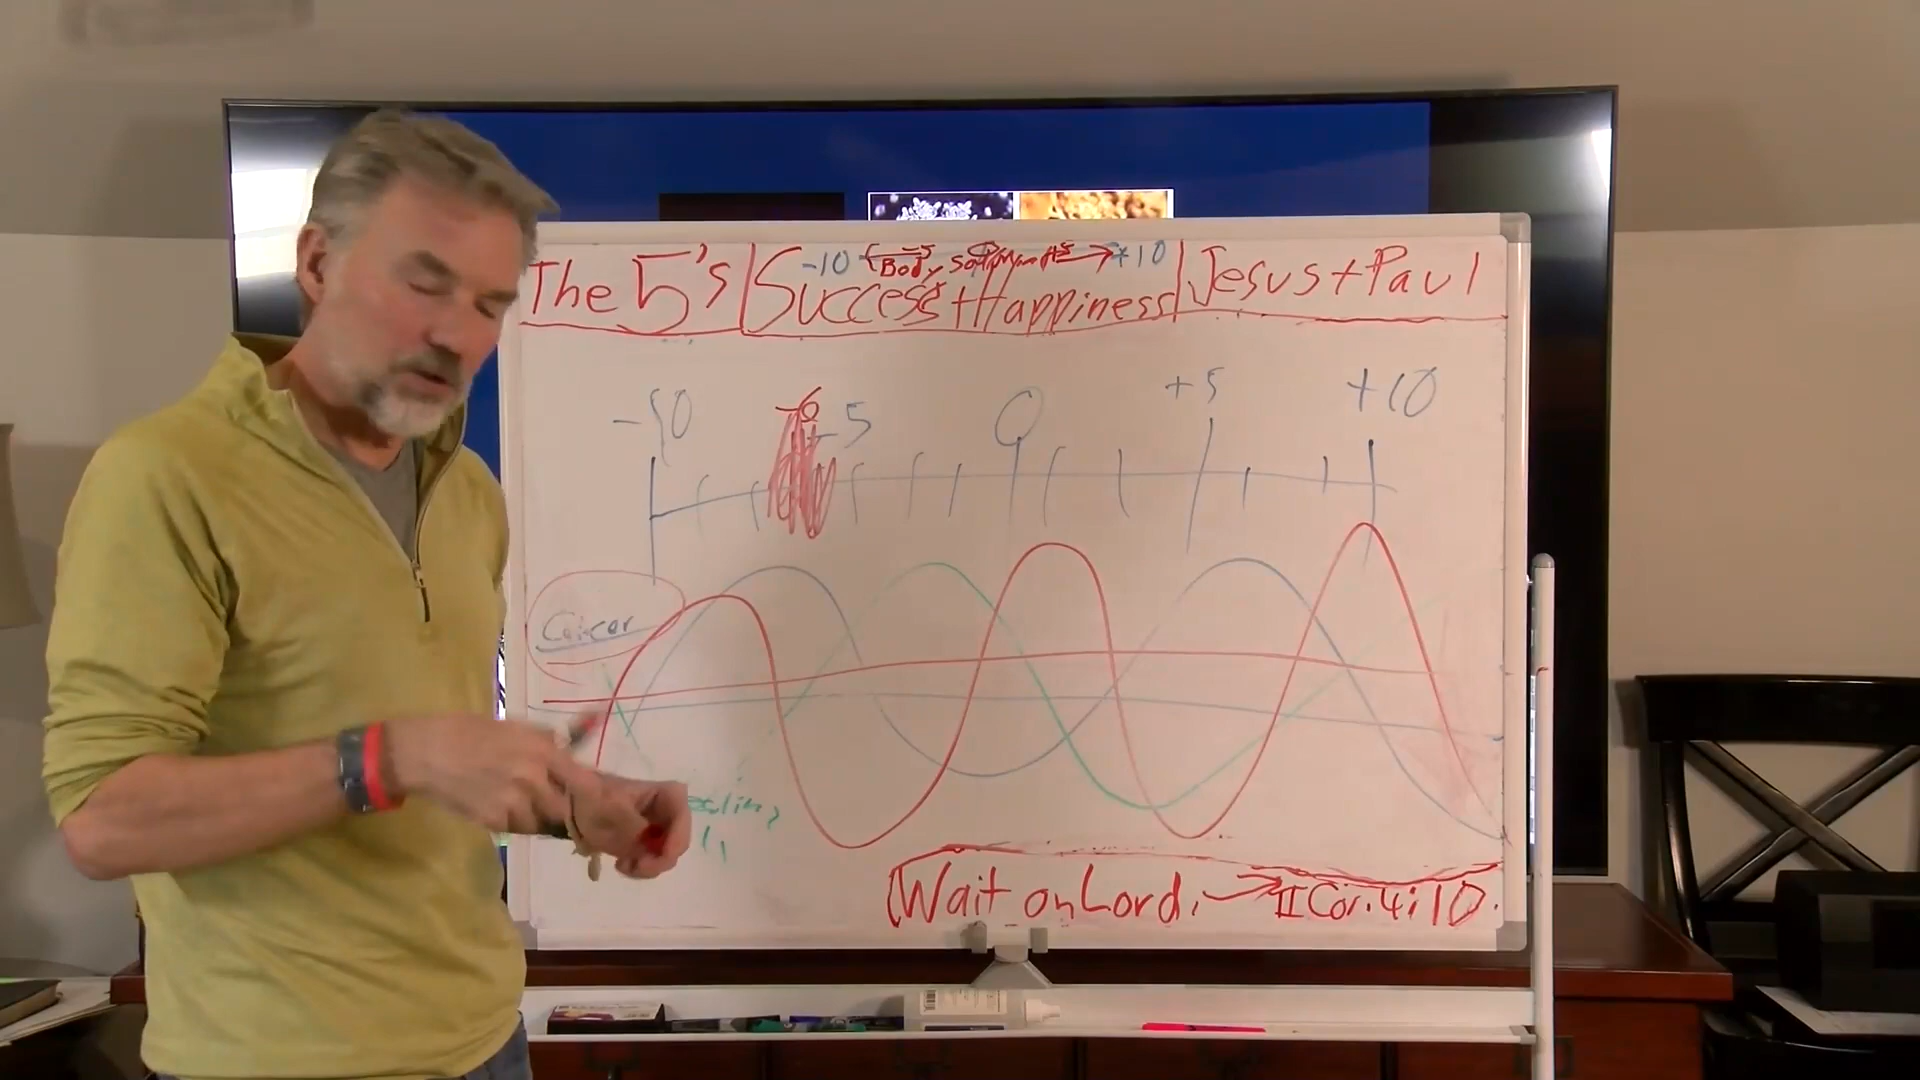 -10 Body +10
The 5's Success + Happiness Jesus + Paul
-10 -6 -5 0 +5 +10
Cancer
Wait on Lord. → II Cor. 4:10.